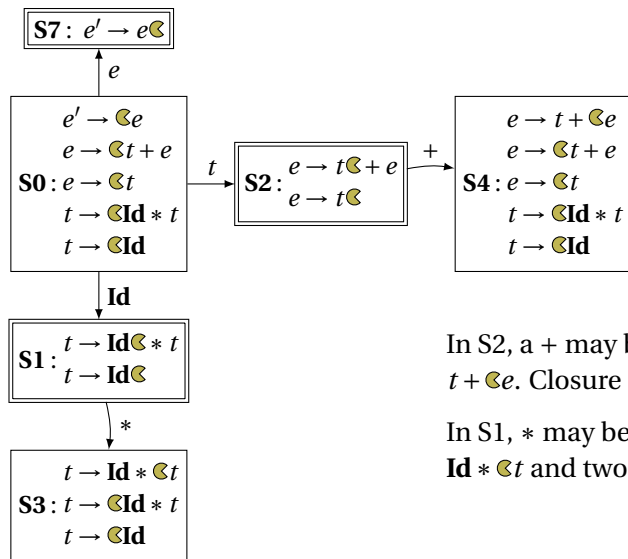 S7: e′ → e
e
e′ → e
e → t + e
S0: e → t
t → Id ∗ t
t → Id
t
S2: e → t + e
e → t
+
e → t + e
e → t + e
S4: e → t
t → Id ∗ t
t → Id
Id
S1: t → Id ∗ t
t → Id
∗
t → Id ∗ t
S3: t → Id ∗ t
t → Id
In S2, a + may
t + e. Closure
In S1, ∗ may be
Id ∗ t and two